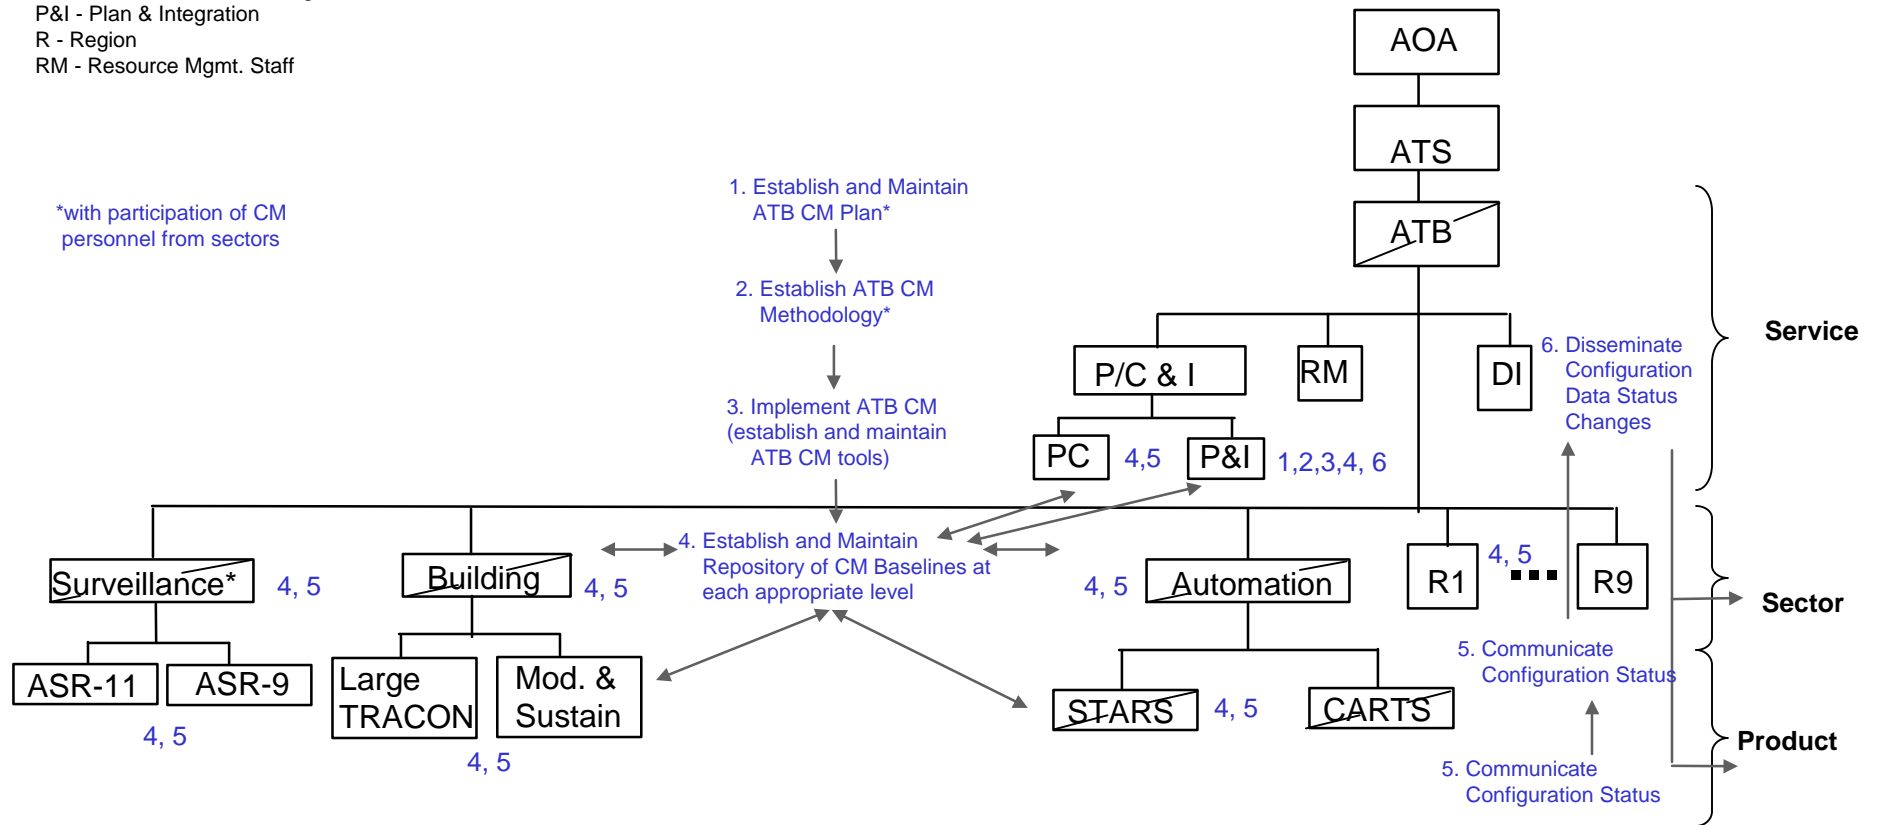 P&I - Plan & Integration
R - Region
RM - Resource Mgmt. Staff
AOA
ATS
*with participation of CM
personnel from sectors
1. Establish and Maintain
ATB CM Plan*
ATB
2. Establish ATB CM
Methodology*
Service
6. Disseminate
Configuration
Data Status
Changes
P/C & I
RM
DI
3. Implement ATB CM
(establish and maintain
ATB CM tools)
PC
4,5
P&I
1,2,3,4, 6
4. Establish and Maintain
Repository of CM Baselines at
each appropriate level
Surveillance*
4, 5
Building
4, 5
4, 5
Automation
R1
4, 5
R9
Sector
5. Communicate
Configuration Status
ASR-11
ASR-9
4, 5
Large
TRACON
Mod. &
Sustain
4, 5
STARS
4, 5
CARTS
Product
5. Communicate
Configuration Status